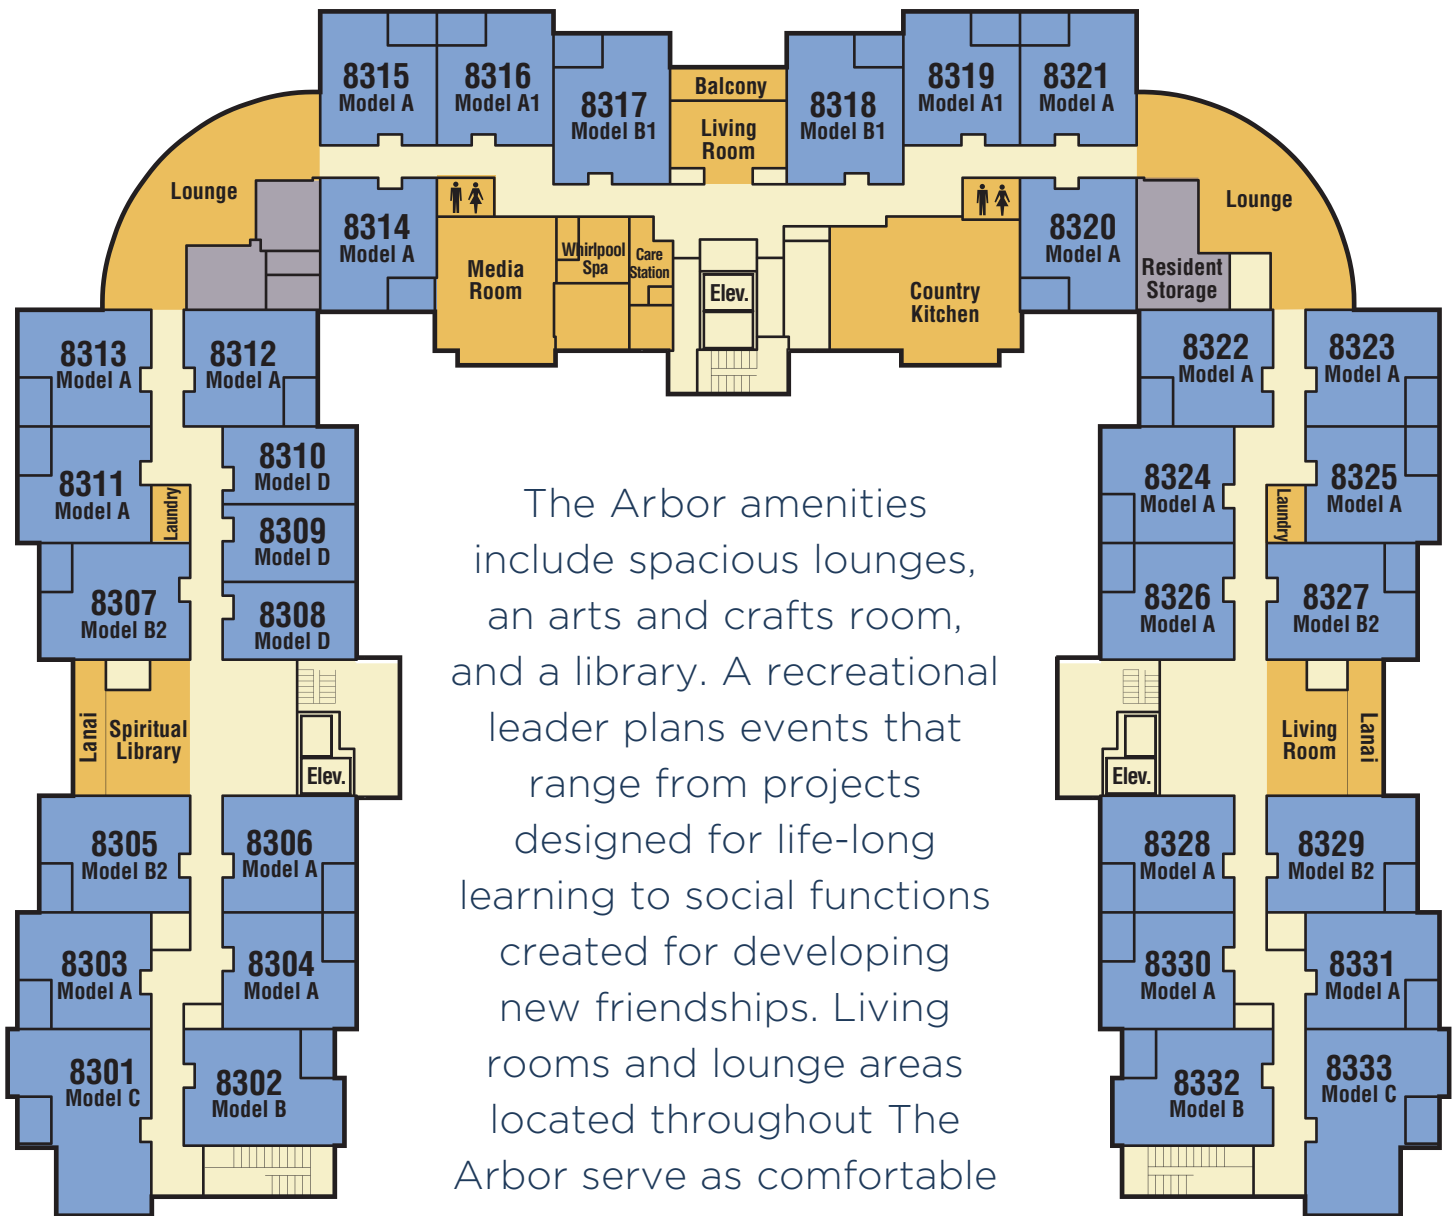 8315
Model A
8316
Model A1
8317
Model B1
Balcony
Living
Room
8318
Model B1
8319
Model A1
8321
Model A
Lounge
8314
Model A
Media
Room
Whirlpool
Spa
Care
Station
Elev.
Country
Kitchen
8320
Model A
Resident
Storage
Lounge
8313
Model A
8312
Model A
8322
Model A
8323
Model A
8311
Model A
Laundry
8310
Model D
8309
Model D
8324
Model A
Laundry
8325
Model A
8307
Model B2
8308
Model D
8326
Model A
8327
Model B2
Lanai
Spiritual
Library
Elev.
Elev.
Living
Room
Lanai
8305
Model B2
8306
Model A
8328
Model A
8329
Model B2
8303
Model A
8304
Model A
8330
Model A
8331
Model A
8301
Model C
8302
Model B
8332
Model B
8333
Model C
The Arbor amenities
include spacious lounges,
an arts and crafts room,
and a library. A recreational
leader plans events that
range from projects
designed for life-long
learning to social functions
created for developing
new friendships. Living
rooms and lounge areas
located throughout The
Arbor serve as comfortable